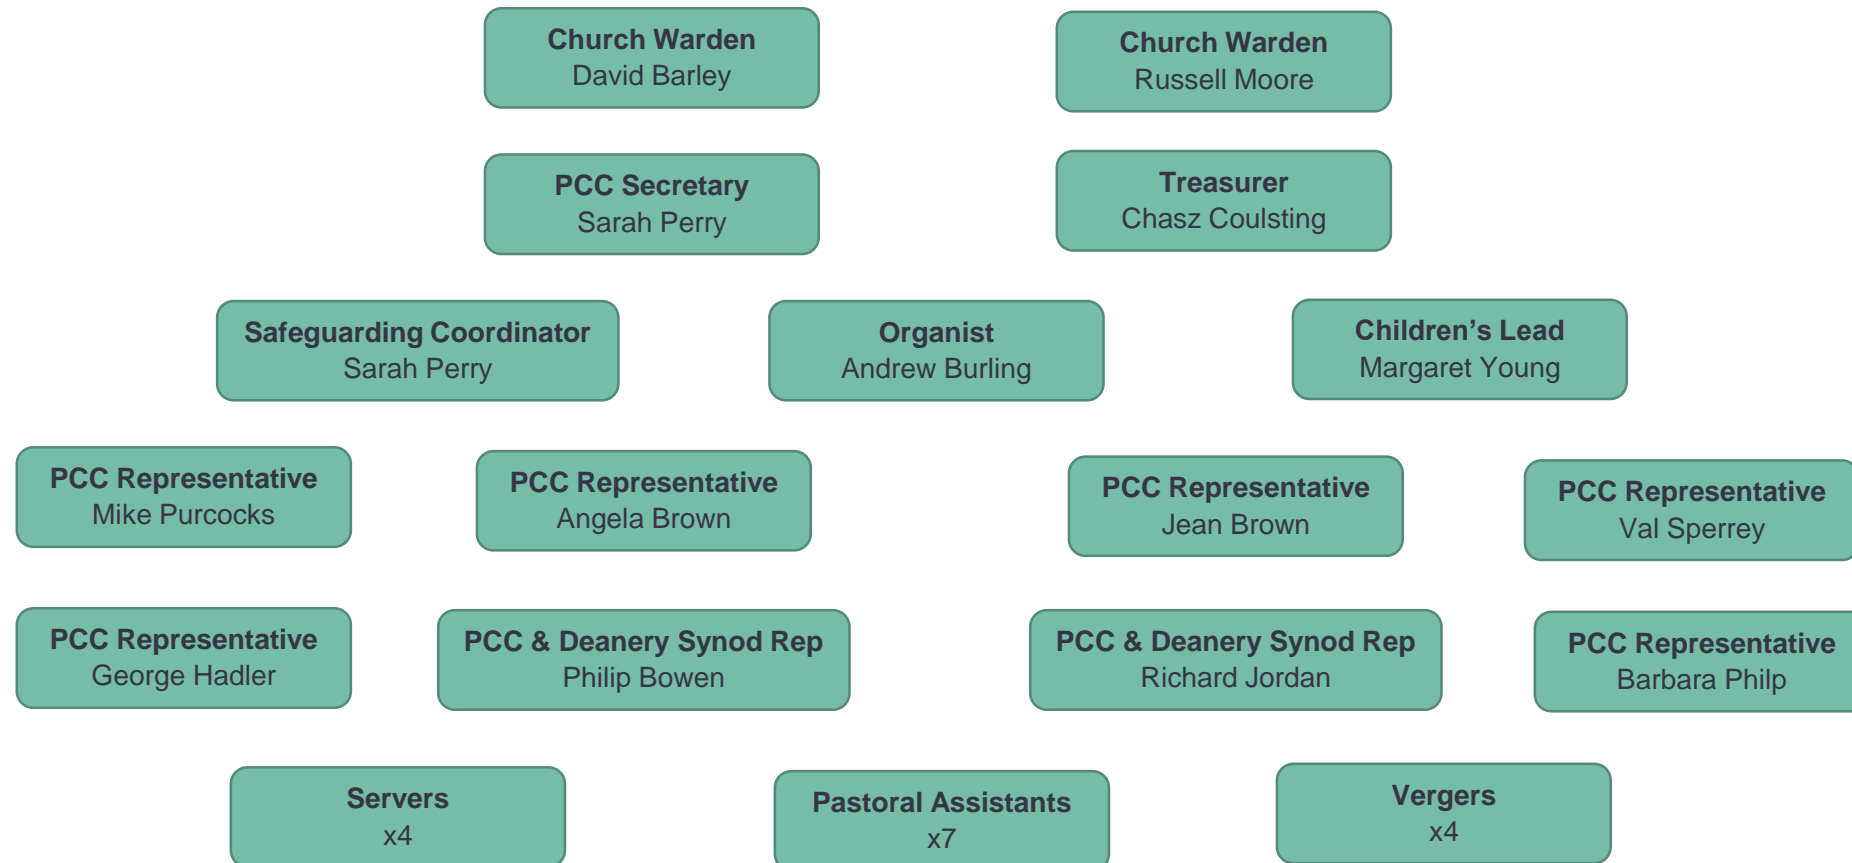 Church Warden
David Barley
Church Warden
Russell Moore
PCC Secretary
Sarah Perry
Treasurer
Chasz Coulsting
Safeguarding Coordinator
Sarah Perry
Organist
Andrew Burling
Children’s Lead
Margaret Young
PCC Representative
Mike Purcocks
PCC Representative
Angela Brown
PCC Representative
Jean Brown
PCC Representative
Val Sperrey
PCC Representative
George Hadler
PCC & Deanery Synod Rep
Philip Bowen
PCC & Deanery Synod Rep
Richard Jordan
PCC Representative
Barbara Philp
Servers
x4
Pastoral Assistants
x7
Vergers
x4